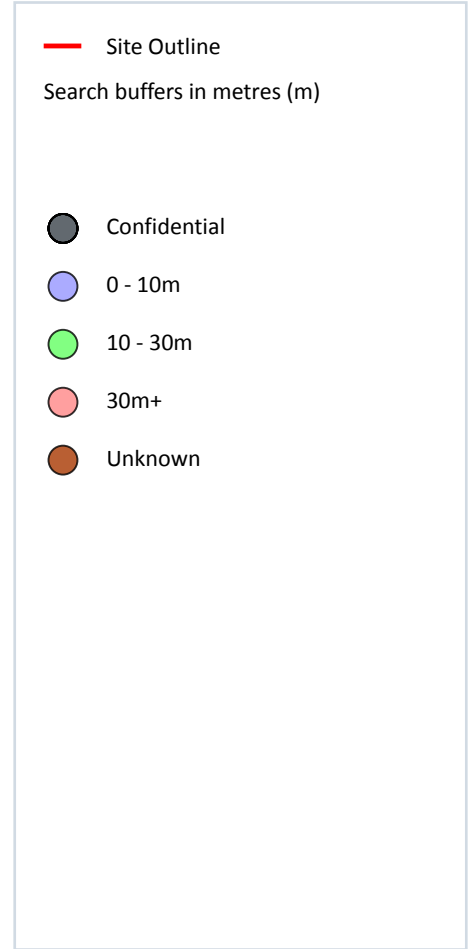 Site Outline
Search buffers in metres (m)
Confidential
0 - 10m
10 - 30m
30m+
Unknown